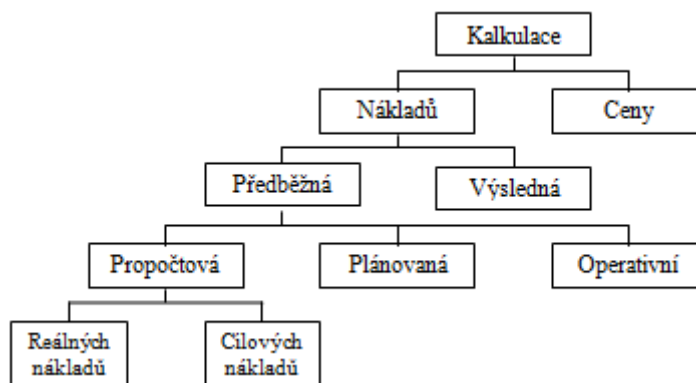 Kalkulace
Nákladů
Ceny
Předběžná
Výsledná
Propočtová
Plánovaná
Operativní
Reálných
nákladů
Cílových
nákladů